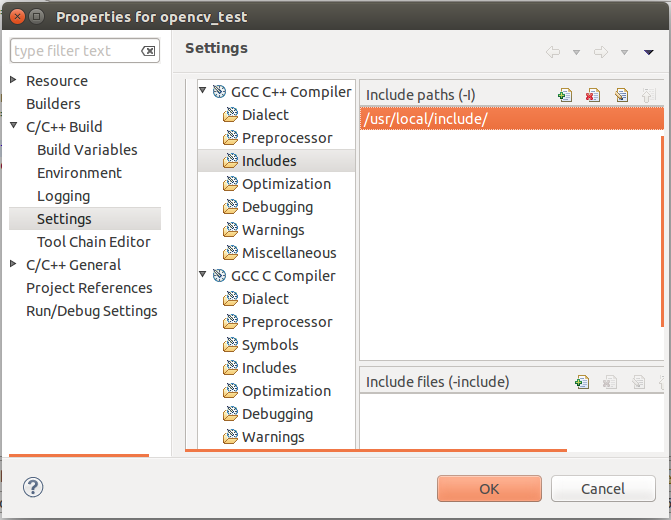 Properties for opencv_test
type filter text
Resource
Builders
C/C++ Build
Build Variables
Environment
Logging
Settings
Tool Chain Editor
C/C++ General
Project References
Run/Debug Settings
Settings
GCC C++ Compiler
Dialect
Preprocessor
Includes
Optimization
Debugging
Warnings
Miscellaneous
GCC C Compiler
Dialect
Preprocessor
Symbols
Includes
Optimization
Debugging
Warnings
Include paths (-I)
/usr/local/include/
Include files (-include)
OK
Cancel